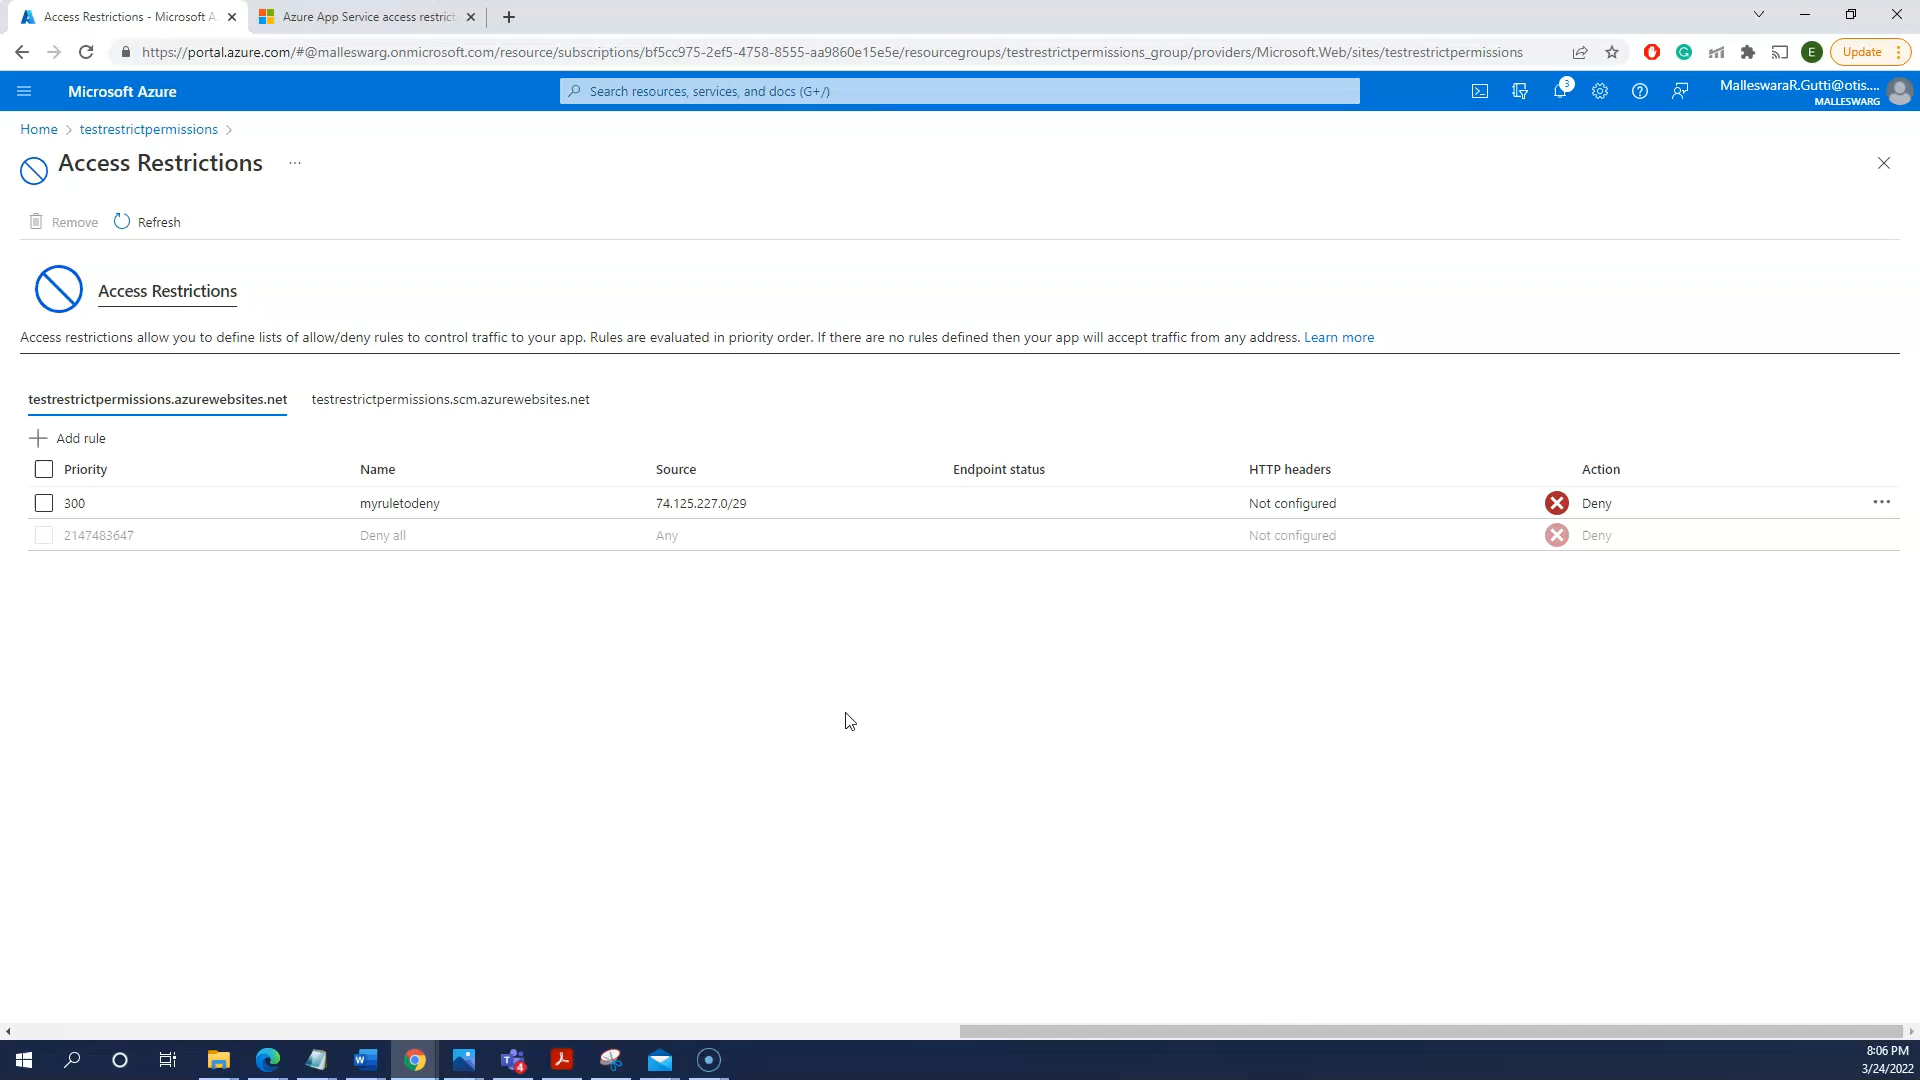 Access Restrictions - Microsoft A
Azure App Service access restrict
https://portal.azure.com/#@malleswarg.onmicrosoft.com/resource/subscriptions/bf5cc975-2ef5-4758-8555-aa9860e15e5e/resourcegroups/testrestrictpermissions_group/providers/Microsoft.Web/sites/testrestrictpermissions
E
Update
Microsoft Azure
Search resources, services, and docs (G+/)
3
MalleswaraR.Gutti@otis....
MALLESWARG
Home > testrestrictpermissions >
Access Restrictions ...
Remove Refresh
Access Restrictions
Access restrictions allow you to define lists of allow/deny rules to control traffic to your app. Rules are evaluated in priority order. If there are no rules defined then your app will accept traffic from any address. Learn more
testrestrictpermissions.azurewebsites.net testrestrictpermissions.scm.azurewebsites.net
Add rule
Priority Name Source Endpoint status HTTP headers Action
300 myruletodeny 74.125.227.0/29 Not configured Deny
2147483647 Deny all Any Not configured Deny
4
8:06 PM
3/24/2022